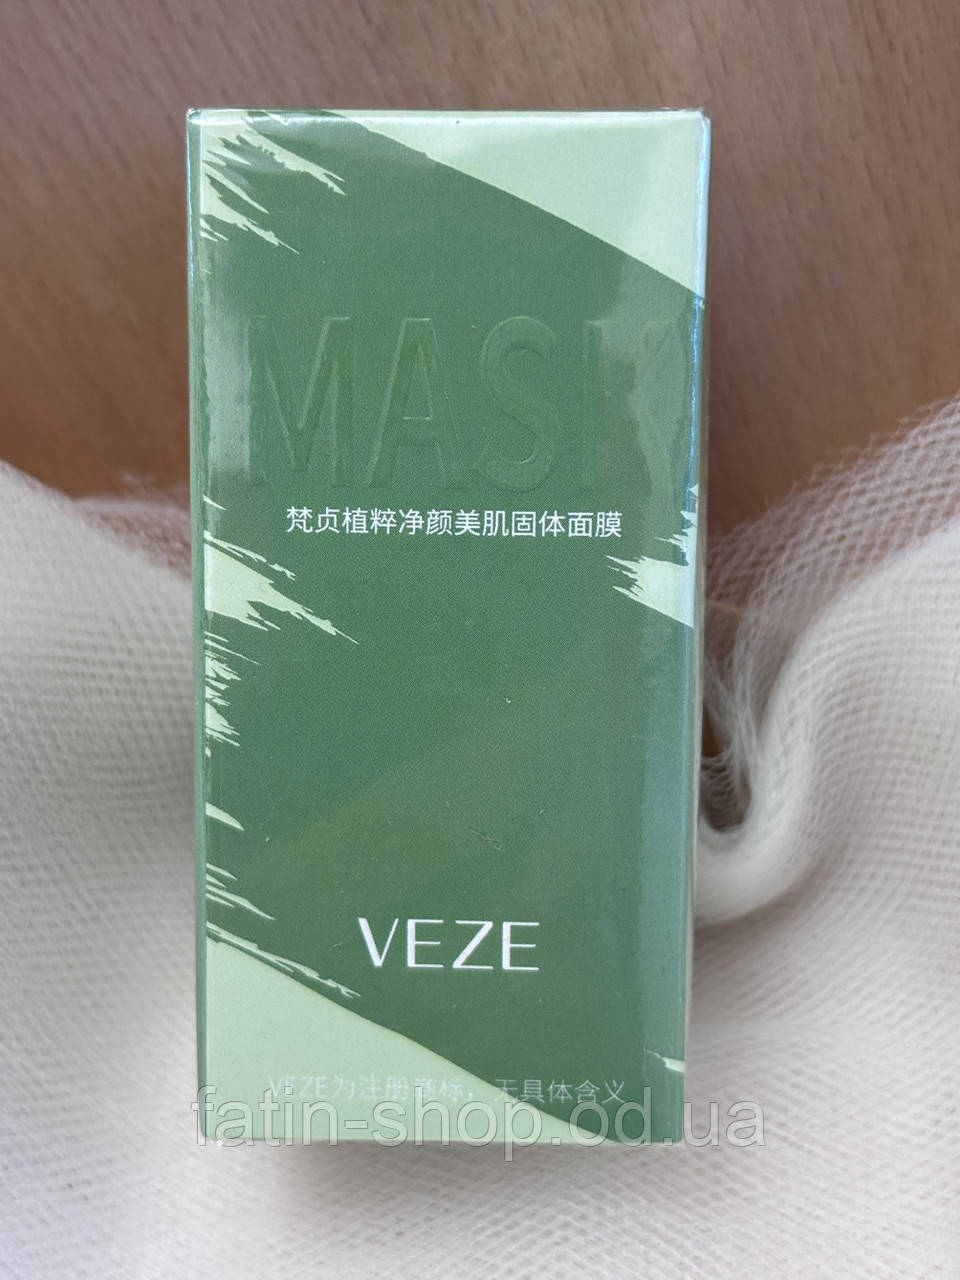 MASK
梵贞植粹净颜美肌固体面膜
VEZE
VEZE为注册商标，无具体含义
fatin-shop.od.ua